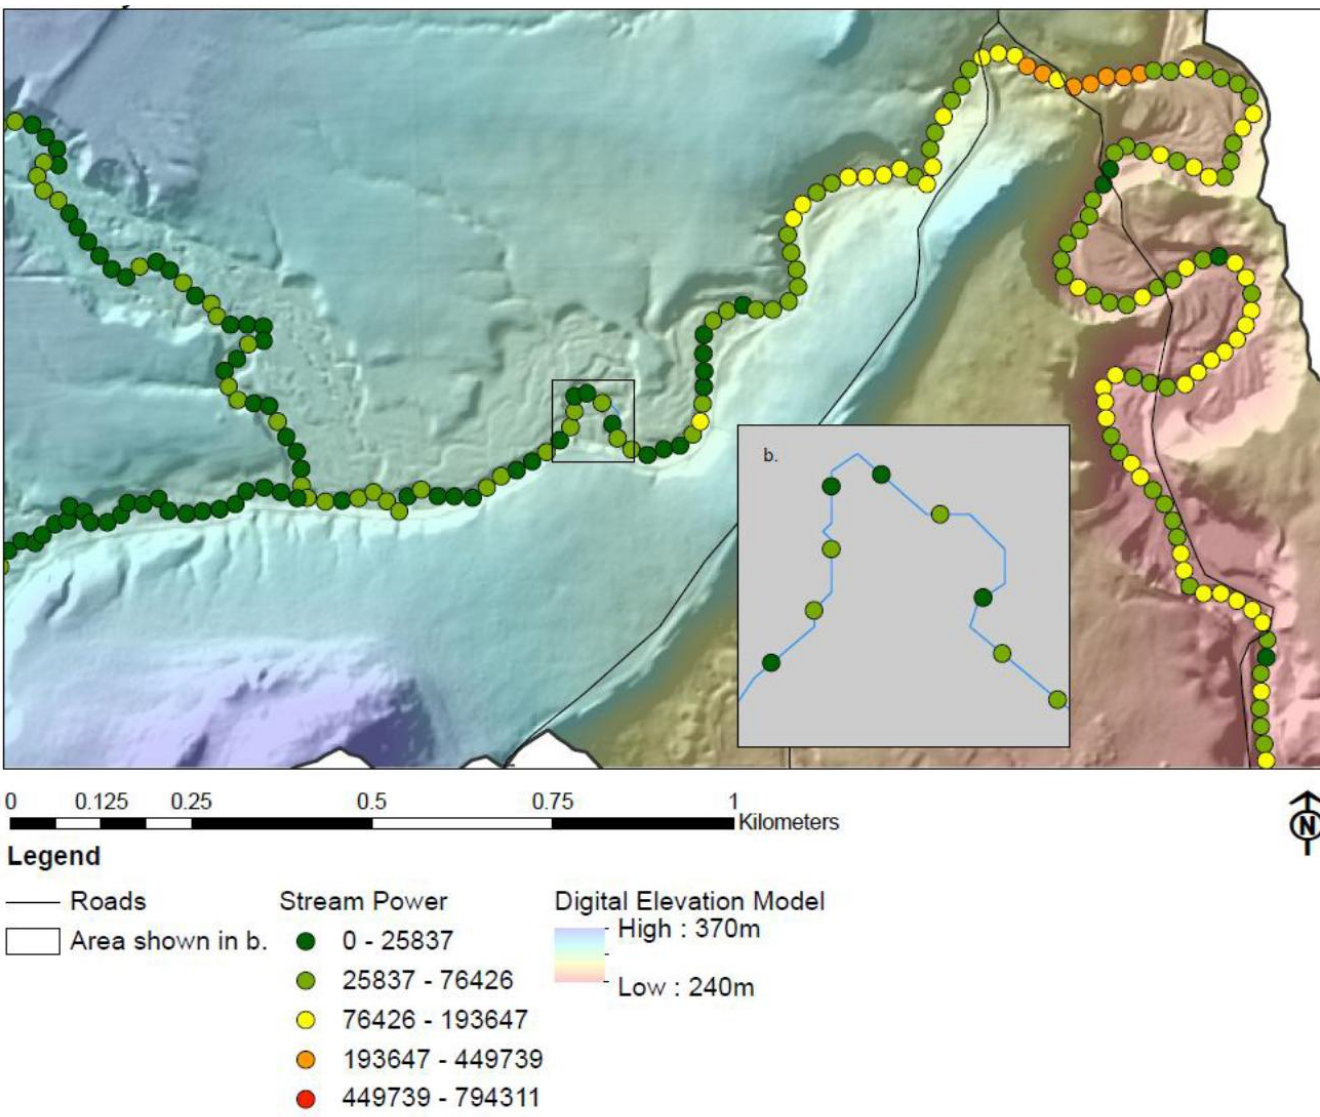 b.
0 0.125 0.25 0.5 0.75 1
Kilometers
N
Legend
Roads
Area shown in b.
Stream Power
0 - 25837
25837 - 76426
76426 - 193647
193647 - 449739
449739 - 794311
Digital Elevation Model
High : 370m
Low : 240m